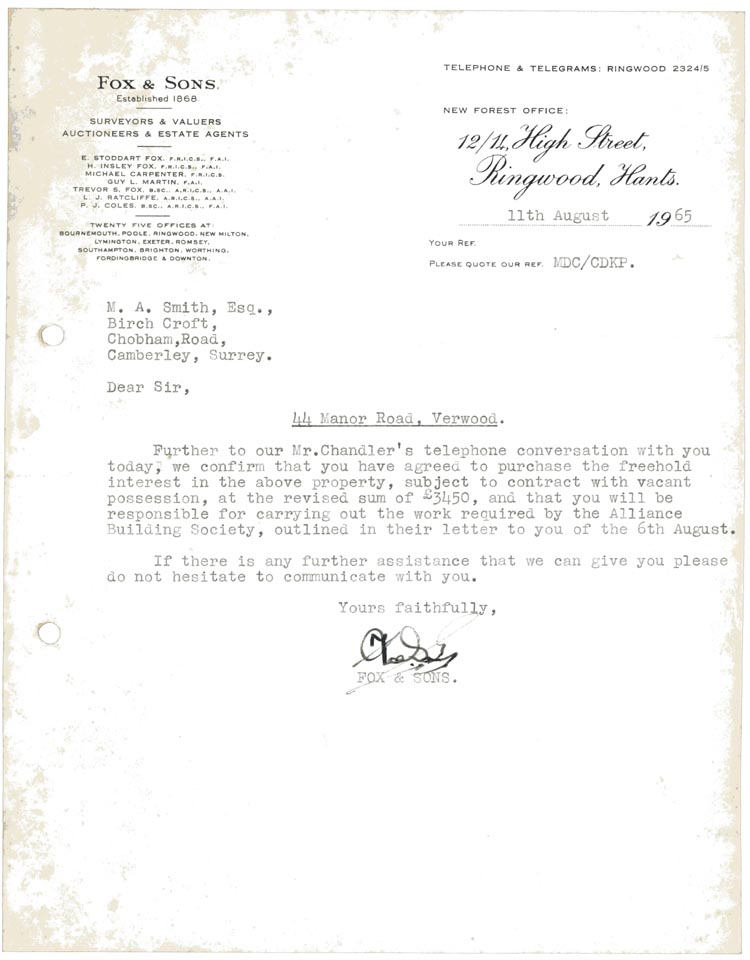 FOX & SONS.
Established 1868
SURVEYORS & VALUERS
AUCTIONEERS & ESTATE AGENTS
E. STODDART FOX, F.R.I.C.S., F.A.I.
H. INSLEY FOX, F.R.I.C.S., F.A.I.
MICHAEL CARPENTER, F.R.I.C.S.
GUY L. MARTIN, F.A.I.
TREVOR S. FOX, B.SC., A.R.I.C.S., A.A.I.
L. J. RATCLIFFE, A.R.I.C.S., A.A.I.
P. J. COLES, B.SC., A.R.I.C.S., F.A.I.
TWENTY FIVE OFFICES AT:
BOURNEMOUTH, POOLE, RINGWOOD, NEW MILTON,
LYMINGTON, EXETER, ROMSEY,
SOUTHAMPTON, BRIGHTON, WORTHING,
FORDINGBRIDGE & DOWNTON.
TELEPHONE & TELEGRAMS: RINGWOOD 2324/5
NEW FOREST OFFICE:
12/14, High Street,
Ringwood, Hants.
11th August 1965
YOUR REF.
PLEASE QUOTE OUR REF. MDC/CDKP.
M. A. Smith, Esq.,
Birch Croft,
Chobham,Road,
Camberley, Surrey.
Dear Sir,
44 Manor Road, Verwood.
Further to our Mr.Chandler's telephone conversation with you
today, we confirm that you have agreed to purchase the freehold
interest in the above property, subject to contract with vacant
possession, at the revised sum of £3450, and that you will be
responsible for carrying out the work required by the Alliance
Building Society, outlined in their letter to you of the 6th August.
If there is any further assistance that we can give you please
do not hesitate to communicate with you.
Yours faithfully,
FOX & SONS.